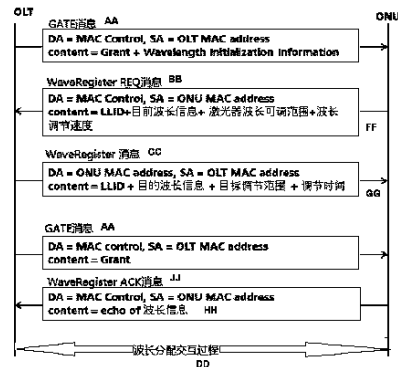 OLT
ONU
GATE消息 AA
DA = MAC Control, SA = OLT MAC address
content = Grant + Wavelength Initialization Information
WaveRegister REQ消息 BB
DA = MAC Control, SA = ONU MAC address
content = LLID+目前波长信息+ 激光器波长可调范围+波长
调节速度
FF
WaveRegister 消息 CC
DA = ONU MAC address, SA = OLT MAC address
content = LLID + 目的波长信息 + 目标调节范围 + 调节时间
GG
GATE消息 AA
DA = MAC control, SA = OLT MAC address
content = Grant
WaveRegister ACK消息 JJ
DA = MAC Control, SA = ONU MAC address
content = echo of 波长信息 HH
波长分配交互过程
DD